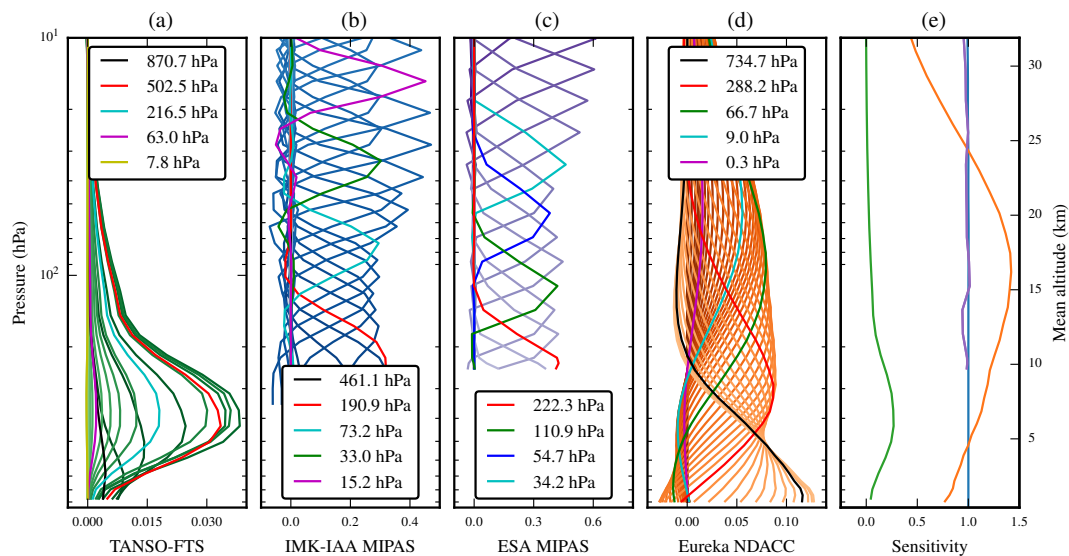 (a) (b) (c) (d) (e)
10¹
10²
Pressure (hPa)
870.7 hPa
502.5 hPa
216.5 hPa
63.0 hPa
7.8 hPa
0.000 0.015 0.030
TANSO-FTS
461.1 hPa
190.9 hPa
73.2 hPa
33.0 hPa
15.2 hPa
0.0 0.2 0.4
IMK-IAA MIPAS
222.3 hPa
110.9 hPa
54.7 hPa
34.2 hPa
0.0 0.2 0.4 0.6
ESA MIPAS
734.7 hPa
288.2 hPa
66.7 hPa
9.0 hPa
0.3 hPa
0.00 0.05 0.10
Eureka NDACC
0.0 0.5 1.0 1.5
Sensitivity
30
25
20
15
10
5
Mean altitude (km)